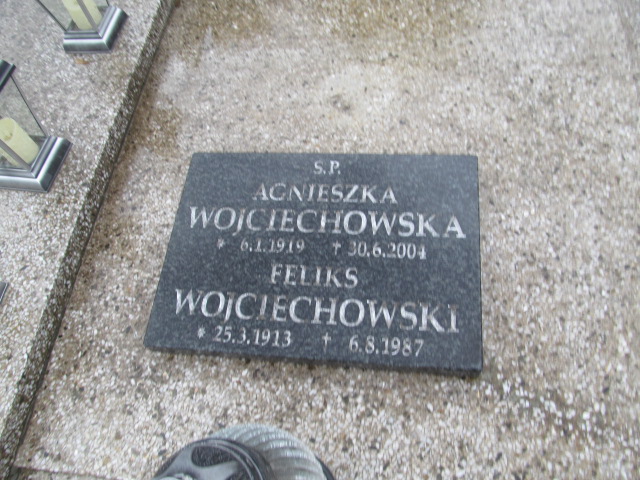 S.P.
AGNIESZKA
WOJCIECHOWSKA
* 6.1.1919 † 30.6.2004
FELIKS
WOJCIECHOWSKI
* 25.3.1913 † 6.8.1987